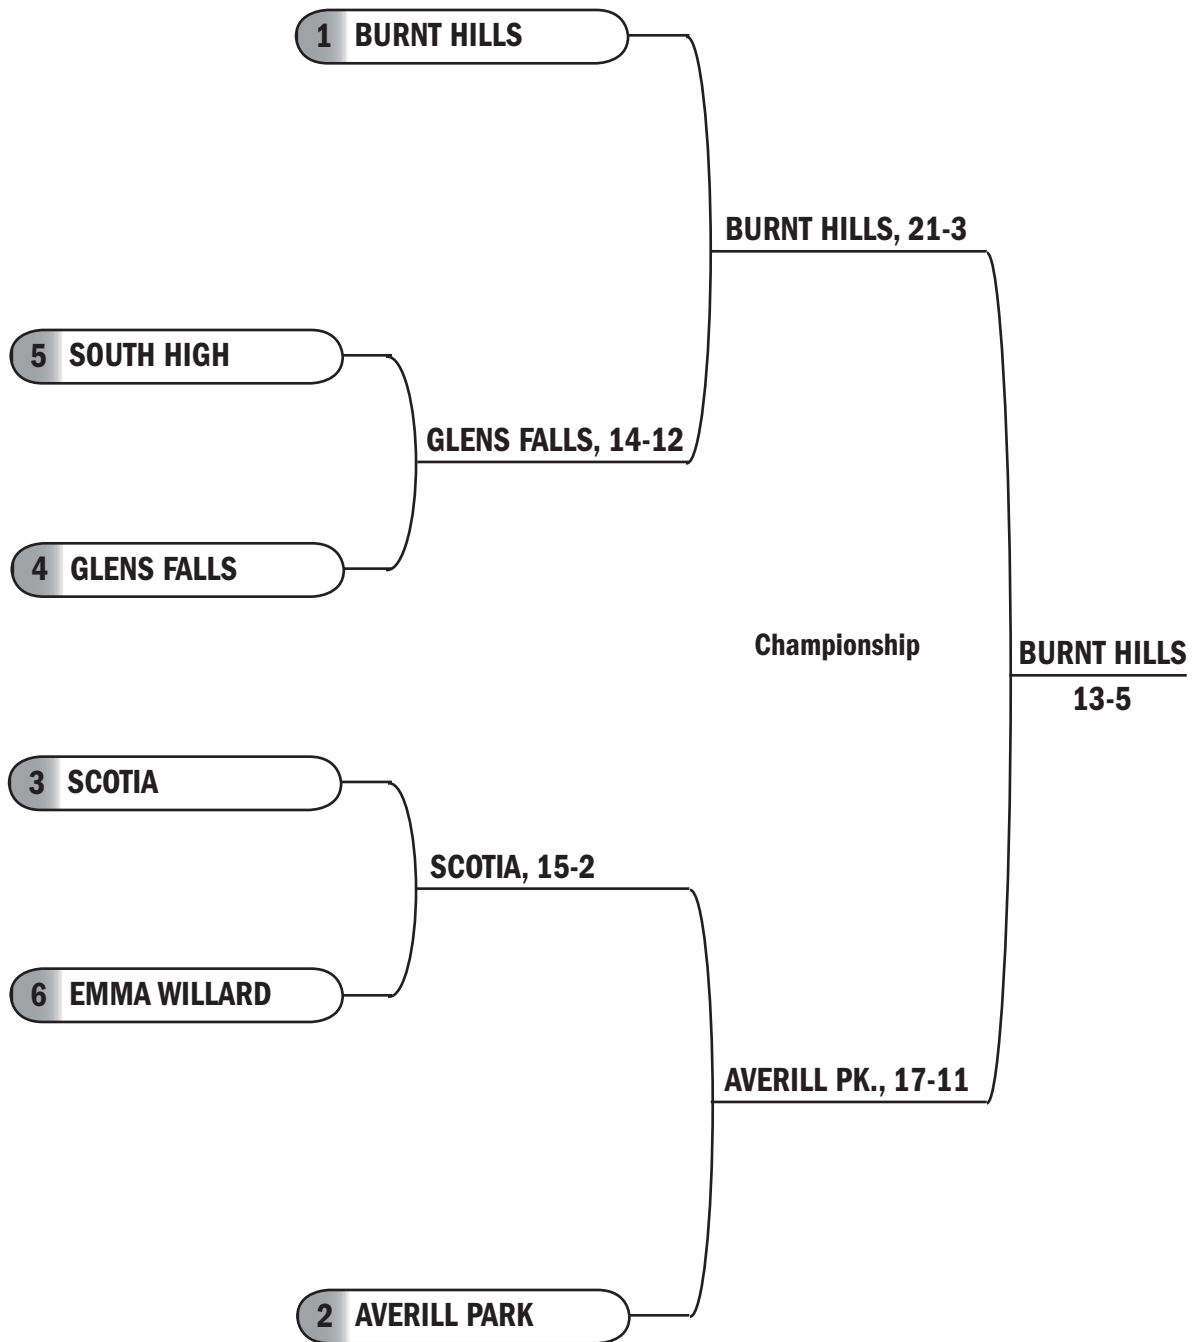 1 BURNT HILLS
BURNT HILLS, 21-3
5 SOUTH HIGH
GLENS FALLS, 14-12
4 GLENS FALLS
Championship
BURNT HILLS
13-5
3 SCOTIA
SCOTIA, 15-2
6 EMMA WILLARD
AVERILL PK., 17-11
2 AVERILL PARK